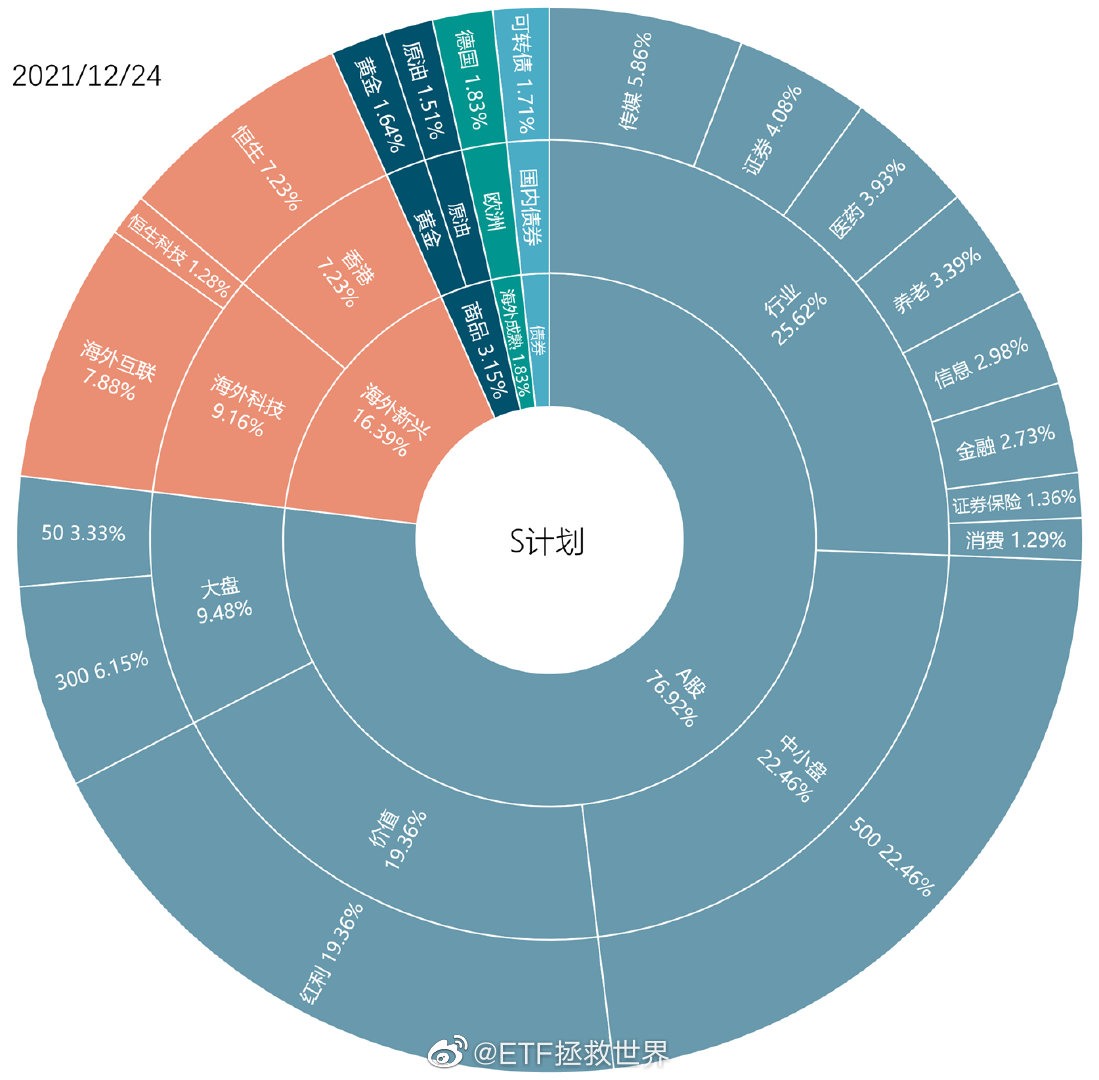 2021/12/24
S计划
A股
76.92%
海外新兴
16.39%
商品 3.15%
海外成熟 1.83%
债券
行业
25.62%
中小盘
22.46%
价值
19.36%
大盘
9.48%
海外科技
9.16%
香港
7.23%
黄金
原油
欧洲
国内债券
传媒 5.86%
证券 4.08%
医药 3.93%
养老 3.39%
信息 2.98%
金融 2.73%
证券保险 1.36%
消费 1.29%
500 22.46%
红利 19.36%
300 6.15%
50 3.33%
海外互联
7.88%
恒生科技 1.28%
恒生 7.23%
黄金 1.64%
原油 1.51%
德国 1.83%
可转债 1.71%
@ETF拯救世界